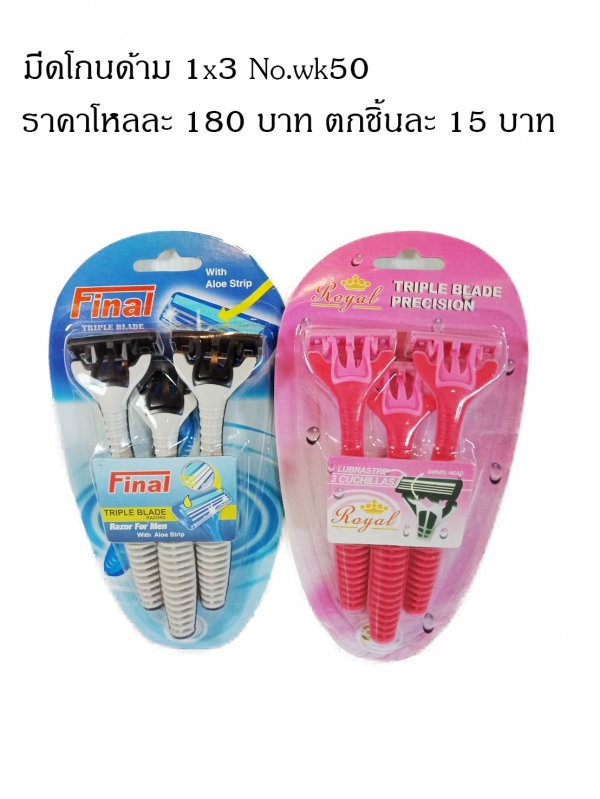 มีดโกนด้าม 1x3 No.wk50
ราคาโหลละ 180 บาท ตกชิ้นละ 15 บาท
With
Aloe Strip
Final
TRIPLE BLADE
Final
TRIPLE BLADE
RAZORS
Razor For Men
With Aloe Strip
Royal
TRIPLE BLADE
PRECISION
LUBRASTRIP
3 CUCHILLAS
SWIVEL HEAD
Royal